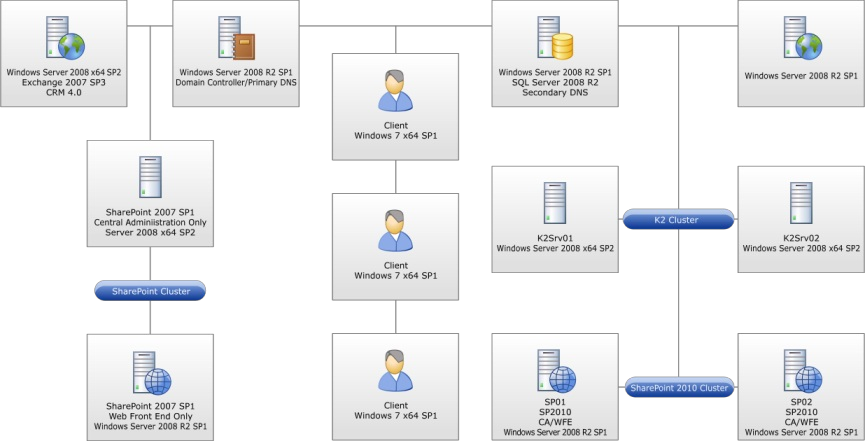 Windows Server 2008 x64 SP2
Exchange 2007 SP3
CRM 4.0
Windows Server 2008 R2 SP1
Domain Controller/Primary DNS
Windows Server 2008 R2 SP1
SQL Server 2008 R2
Secondary DNS
Windows Server 2008 R2 SP1
Client
Windows 7 x64 SP1
SharePoint 2007 SP1
Central Adminiistration Only
Server 2008 x64 SP2
Client
Windows 7 x64 SP1
K2Srv01
Windows Server 2008 x64 SP2
K2 Cluster
K2Srv02
Windows Server 2008 x64 SP2
SharePoint Cluster
SharePoint 2007 SP1
Web Front End Only
Windows Server 2008 R2 SP1
Client
Windows 7 x64 SP1
SP01
SP2010
CA/WFE
Windows Server 2008 R2 SP1
SharePoint 2010 Cluster
SP02
SP2010
CA/WFE
Windows Server 2008 R2 SP1